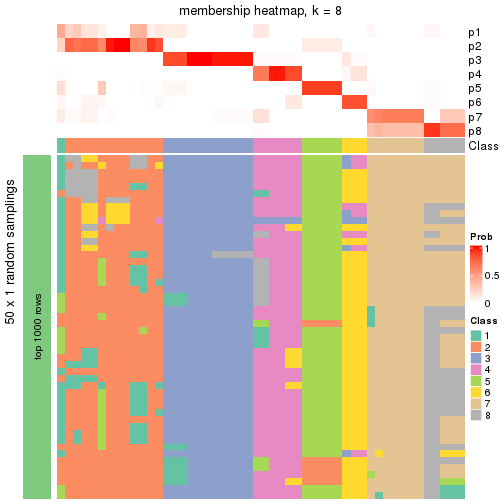 membership heatmap, k = 8
p1
p2
p3
p4
p5
p6
p7
p8
Class
50 x 1 random samplings
top 1000 rows
Prob
1
0.5
0
Class
1
2
3
4
5
6
7
8